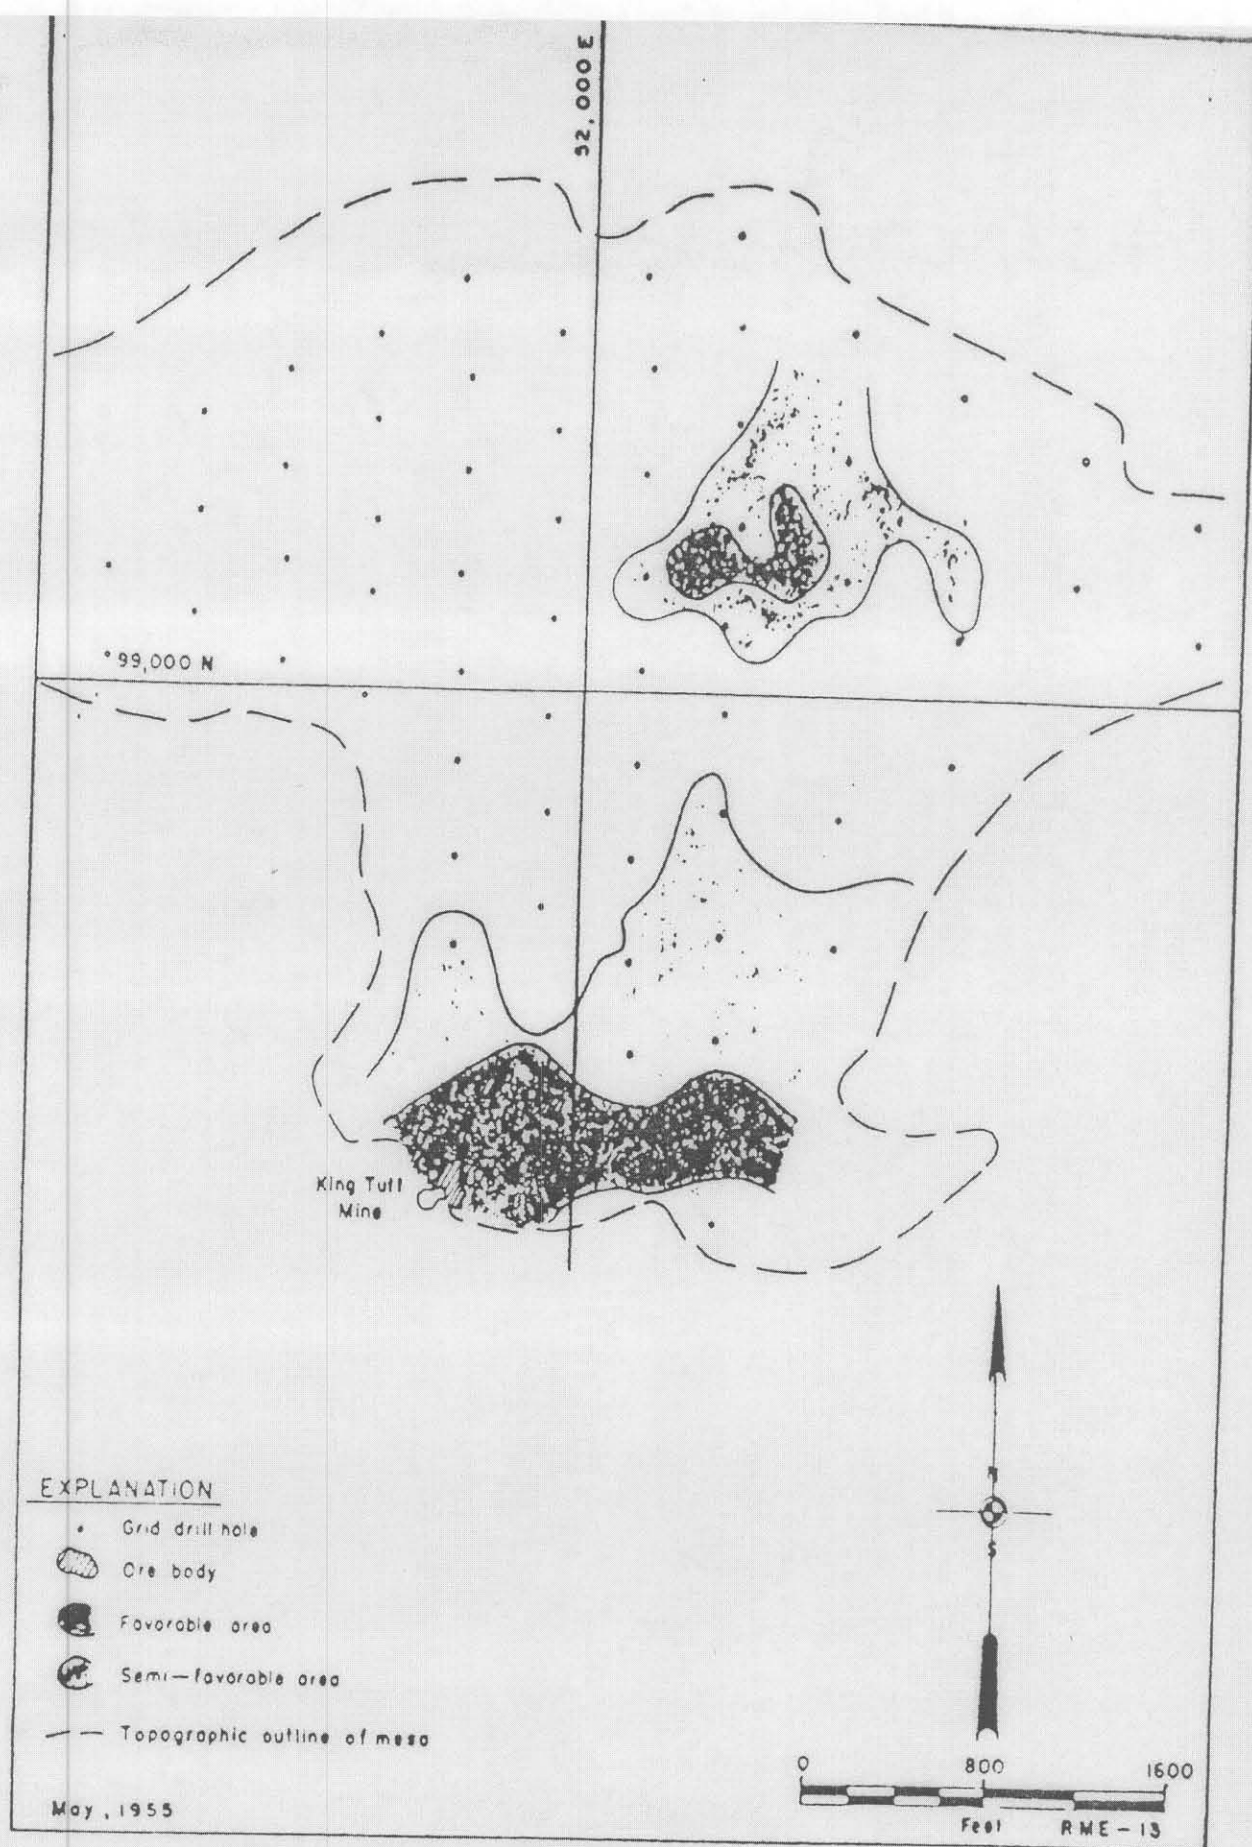 52,000 E
99,000 N
King Tutt
Mine
N
S
EXPLANATION
Grid drill hole
Ore body
Favorable area
Semi-favorable area
Topographic outline of mesa
0 800 1600
May, 1955
Feet RME-13